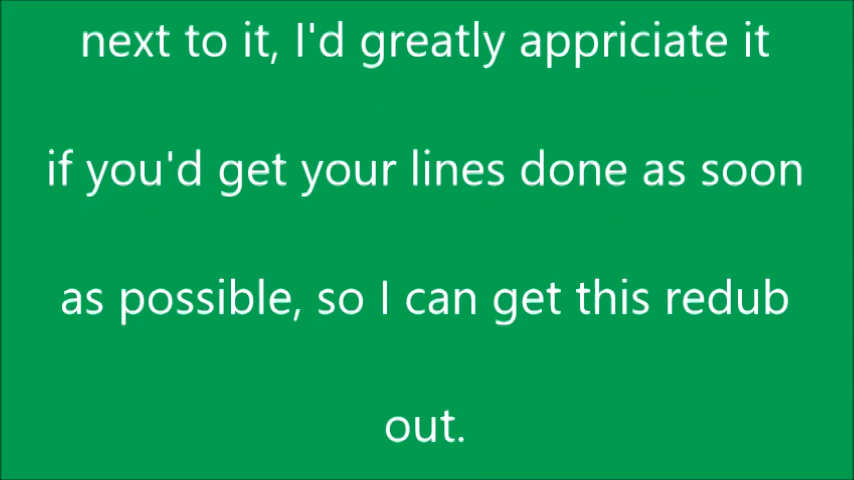 next to it, I'd greatly appriciate it
if you'd get your lines done as soon
as possible, so I can get this redub
out.